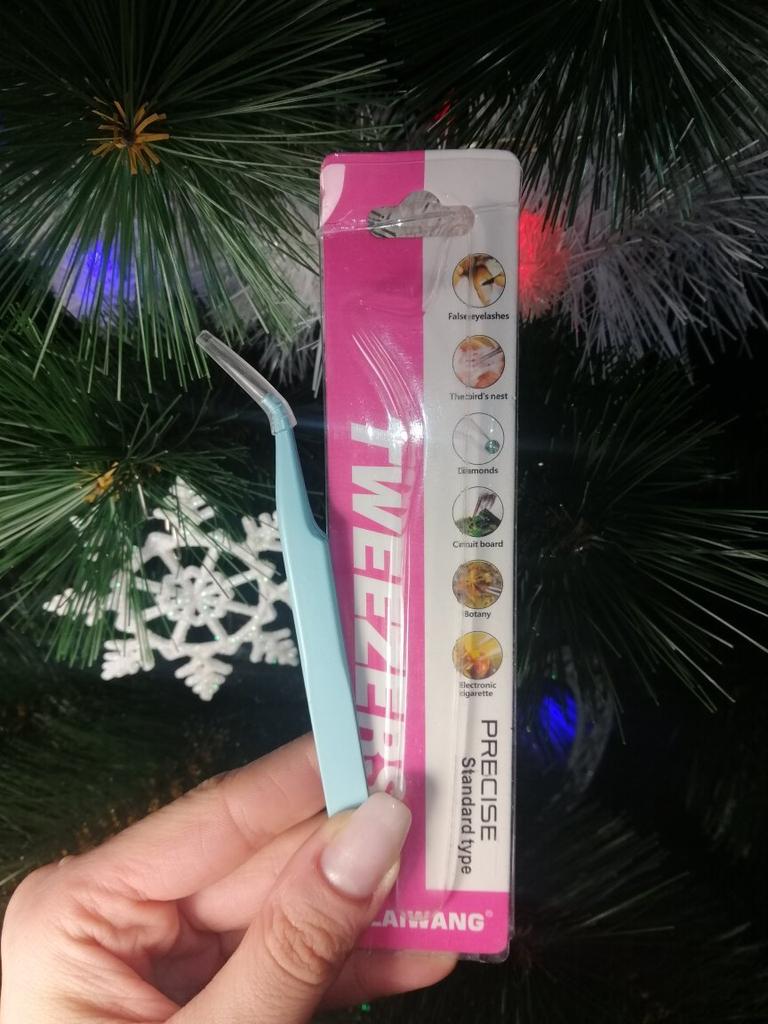 False eyelashes
The bird's nest
Diamonds
Circuit board
Botany
Electronic
cigarette
TWEEZERS
PRECISE
Standard type
LAIWANG®